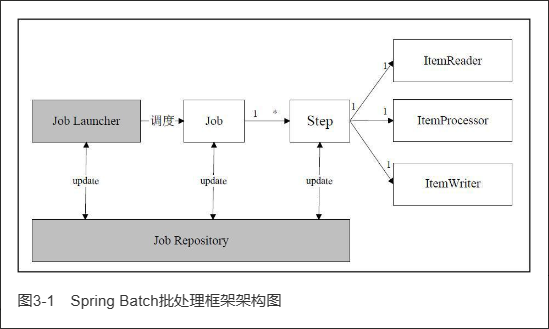 ItemReader
1
Job Launcher
调度
Job
1 *
Step
1
1
ItemProcessor
1
ItemWriter
update
update
update
Job Repository
图3-1 Spring Batch批处理框架架构图